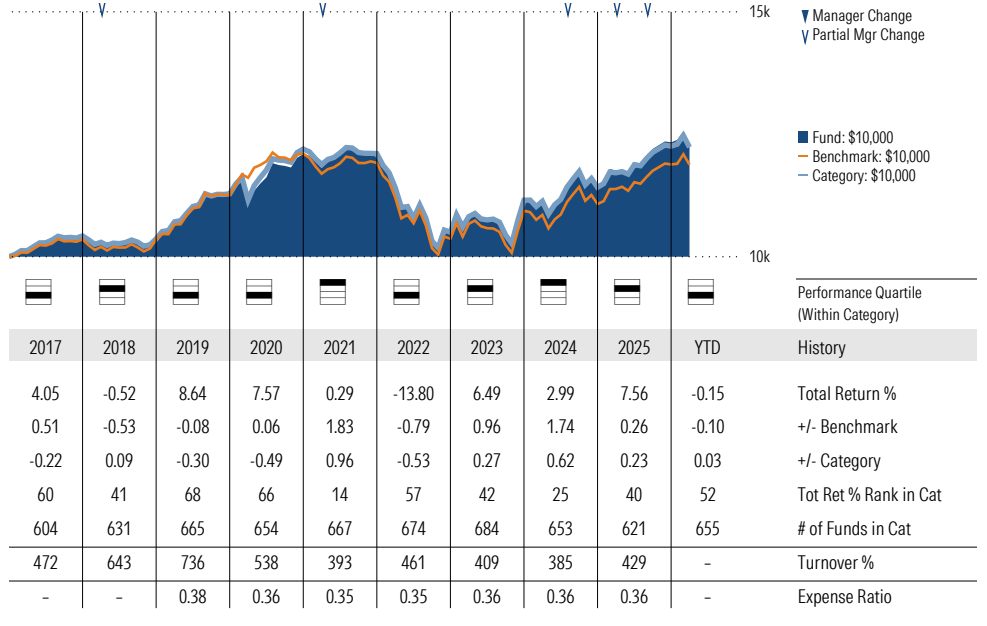 15k
Manager Change
Partial Mgr Change
Fund: $10,000
Benchmark: $10,000
Category: $10,000
10k
Performance Quartile
(Within Category)
2017 2018 2019 2020 2021 2022 2023 2024 2025 YTD History
4.05 -0.52 8.64 7.57 0.29 -13.80 6.49 2.99 7.56 -0.15 Total Return %
0.51 -0.53 -0.08 0.06 1.83 -0.79 0.96 1.74 0.26 -0.10 +/- Benchmark
-0.22 0.09 -0.30 -0.49 0.96 -0.53 0.27 0.62 0.23 0.03 +/- Category
60 41 68 66 14 57 42 25 40 52 Tot Ret % Rank in Cat
604 631 665 654 667 674 684 653 621 655 # of Funds in Cat
472 643 736 538 393 461 409 385 429 – Turnover %
– – 0.38 0.36 0.35 0.35 0.36 0.36 0.36 – Expense Ratio